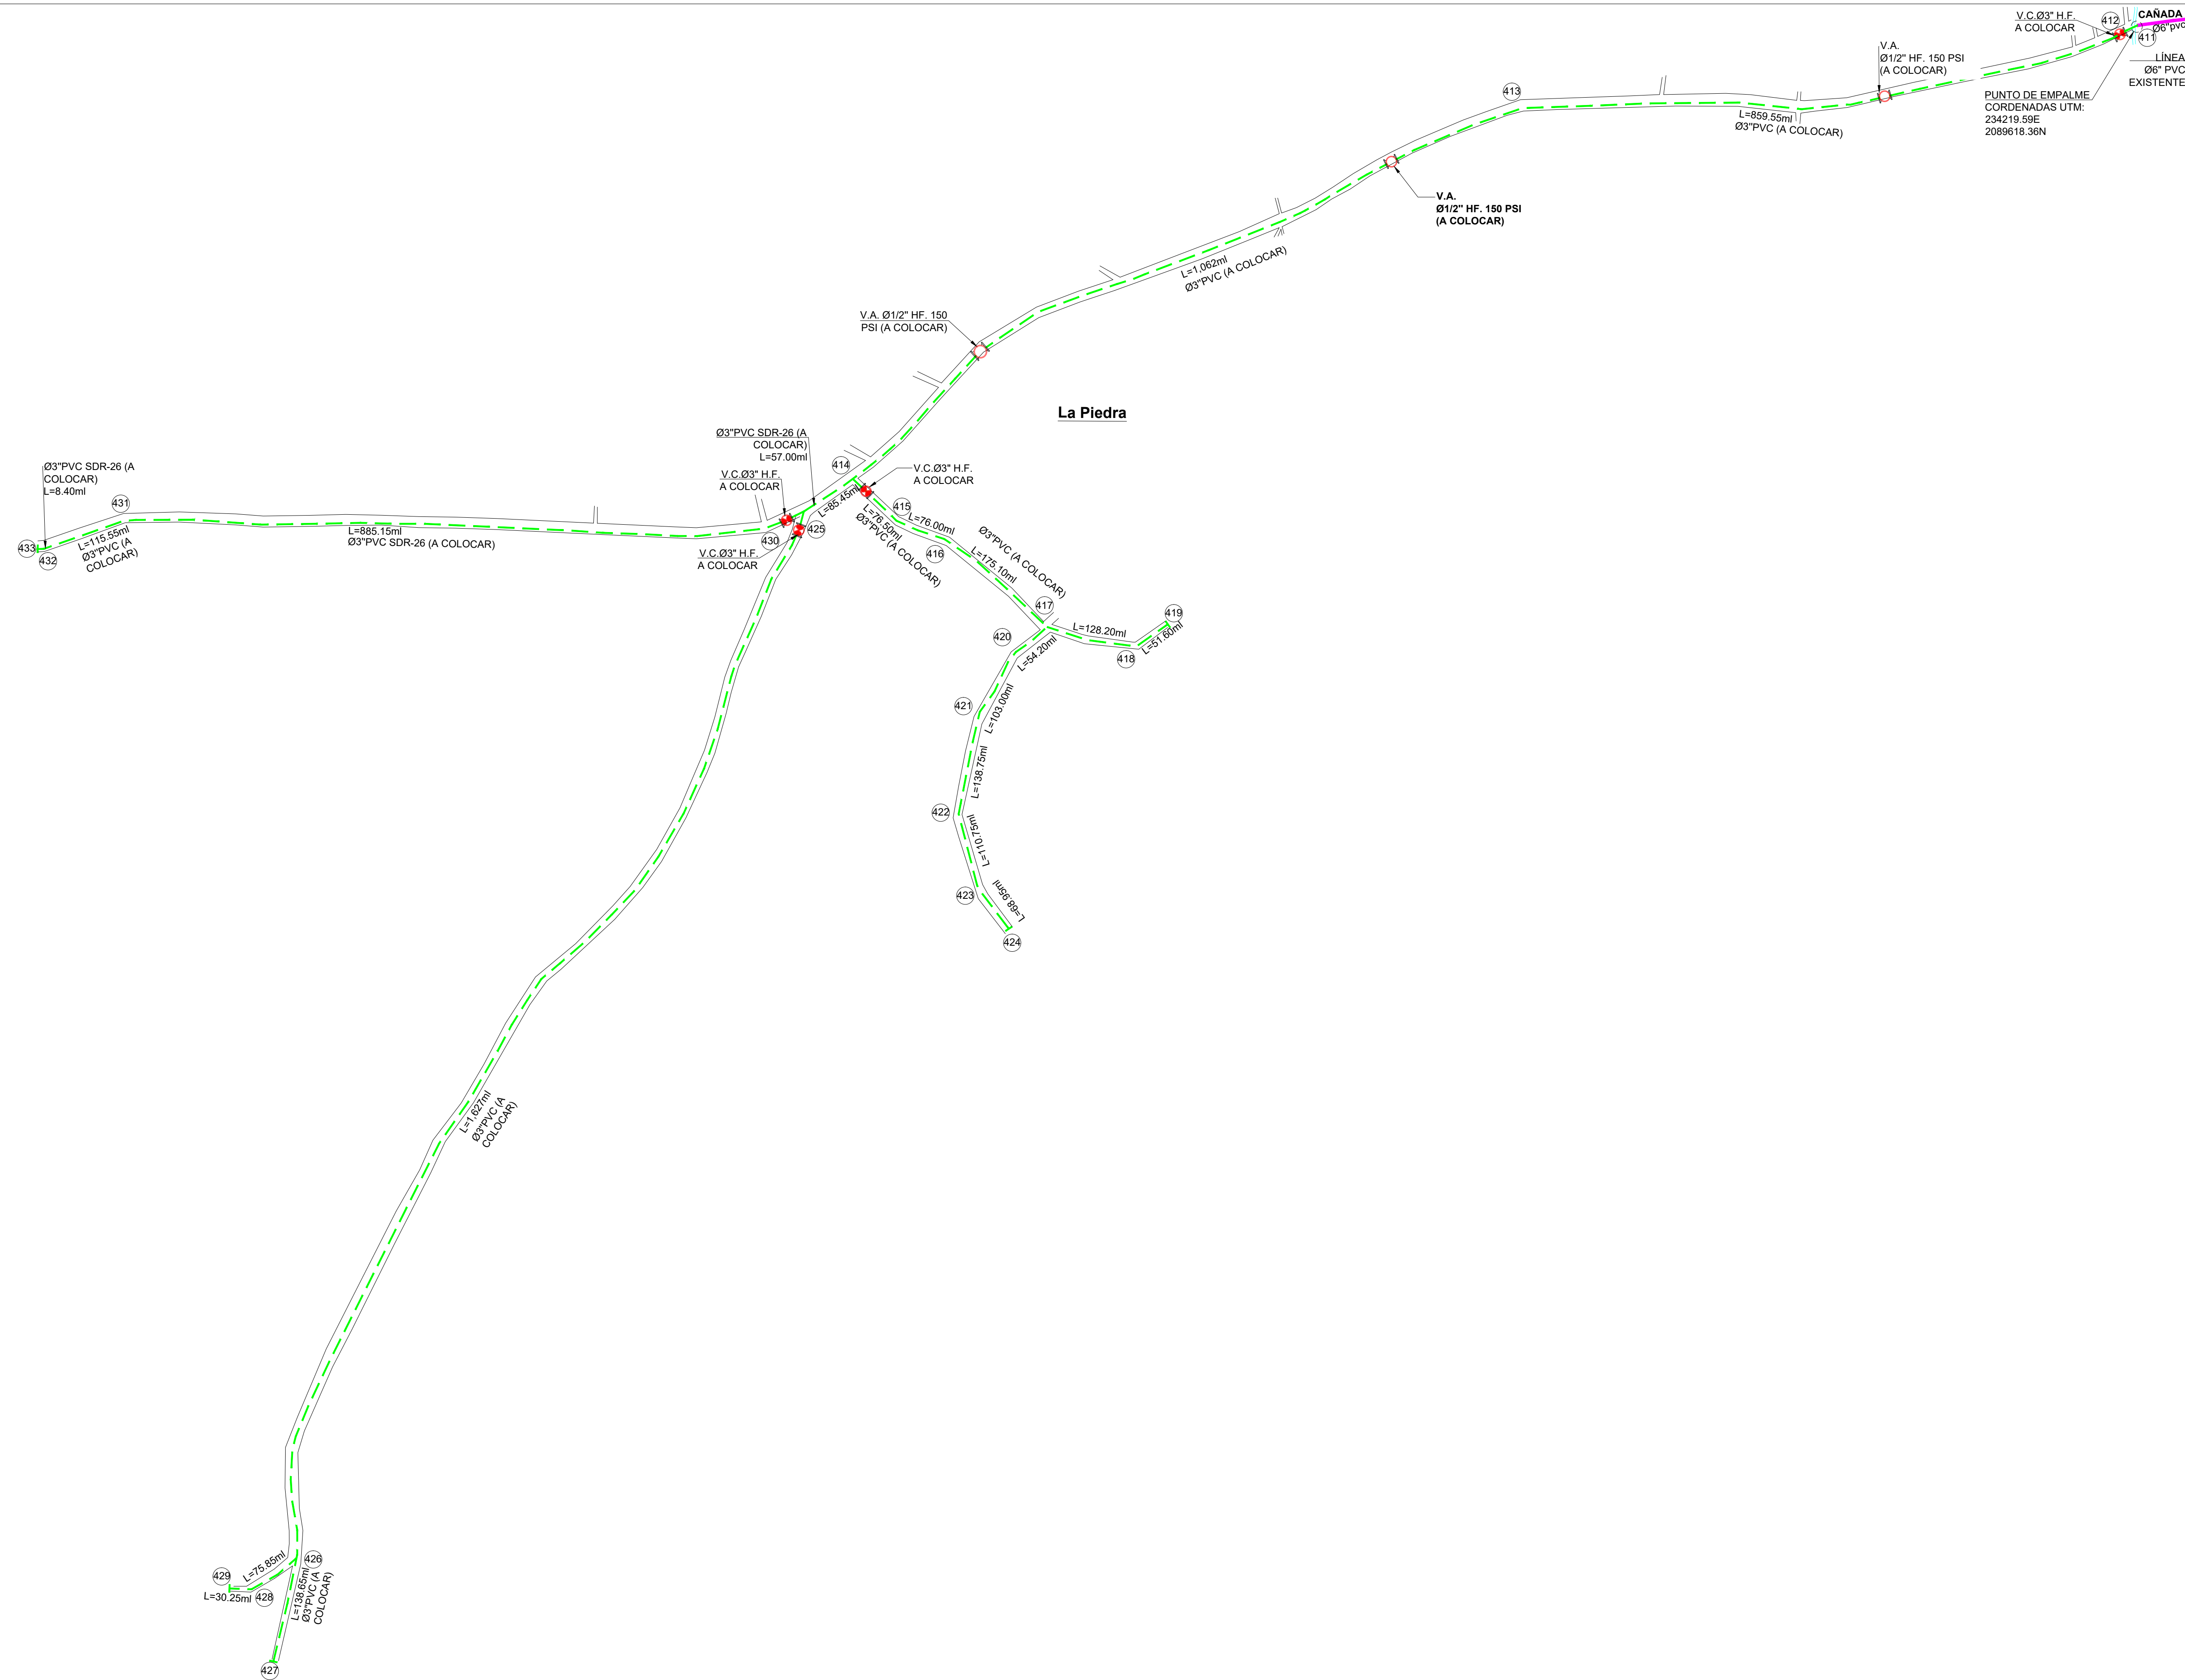 V.C.Ø3" H.F.
A COLOCAR
412
CAÑADA
Ø6"pvc
411
LÍNEA
Ø6" PVC
EXISTENTE
V.A.
Ø1/2" HF. 150 PSI
(A COLOCAR)
PUNTO DE EMPALME
CORDENADAS UTM:
234219.59E
2089618.36N
413
L=859.55ml
Ø3"PVC (A COLOCAR)
V.A.
Ø1/2" HF. 150 PSI
(A COLOCAR)
L=1,062ml
Ø3"PVC (A COLOCAR)
V.A. Ø1/2" HF. 150
PSI (A COLOCAR)
La Piedra
Ø3"PVC SDR-26 (A
COLOCAR)
L=57.00ml
414
V.C.Ø3" H.F.
A COLOCAR
V.C.Ø3" H.F.
A COLOCAR
Ø3"PVC SDR-26 (A
COLOCAR)
L=8.40ml
431
L=85.45ml
415
L=76.00ml
L=76.50ml
Ø3"PVC (A COLOCAR)
425
430
L=885.15ml
Ø3"PVC SDR-26 (A COLOCAR)
L=115.55ml
Ø3"PVC (A
COLOCAR)
433
432
V.C.Ø3" H.F.
A COLOCAR
416
Ø3"PVC (A COLOCAR)
L=175.10ml
417
419
L=128.20ml
L=51.60ml
418
420
L=54.20ml
421
L=103.00ml
L=138.75ml
422
L=110.75ml
423
L=68.95ml
424
L=1,627ml
Ø3"PVC (A
COLOCAR)
426
L=75.85ml
429
L=30.25ml
428
L=138.65ml
Ø3"PVC (A
COLOCAR)
427